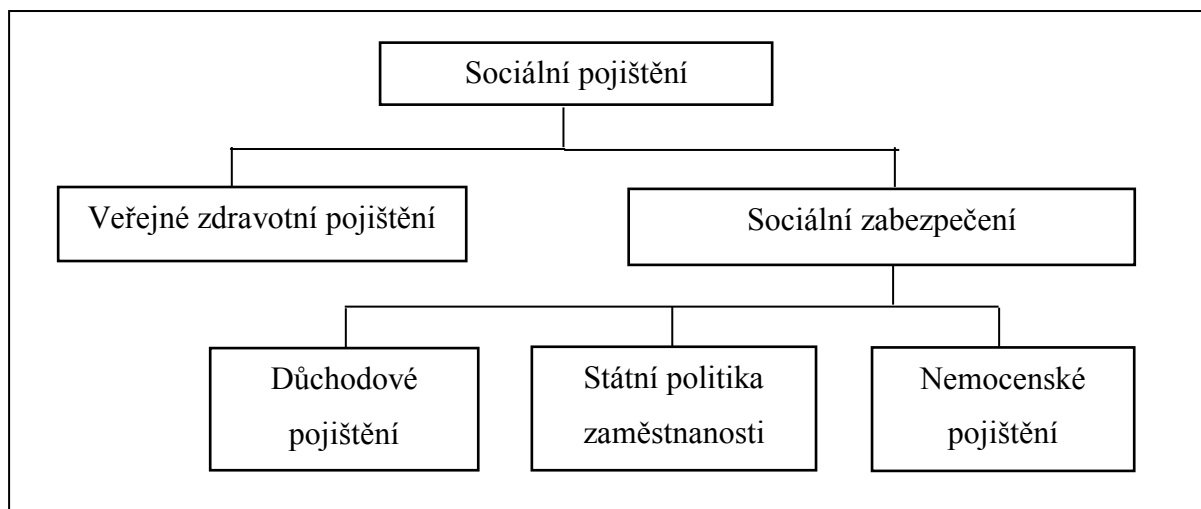 Sociální pojištění
Veřejné zdravotní pojištění
Sociální zabezpečení
Důchodové
pojištění
Státní politika
zaměstnanosti
Nemocenské
pojištění